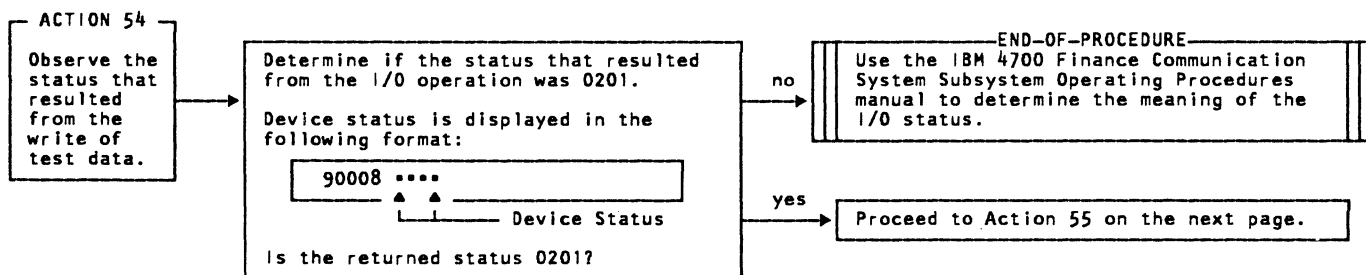 ACTION 54
Observe the
status that
resulted
from the
write of
test data.
Determine if the status that resulted
from the I/O operation was 0201.
Device status is displayed in the
following format:
90008 ▪▪▪▪
Device Status
Is the returned status 0201?
no
END-OF-PROCEDURE
Use the IBM 4700 Finance Communication
System Subsystem Operating Procedures
manual to determine the meaning of the
I/O status.
yes
Proceed to Action 55 on the next page.